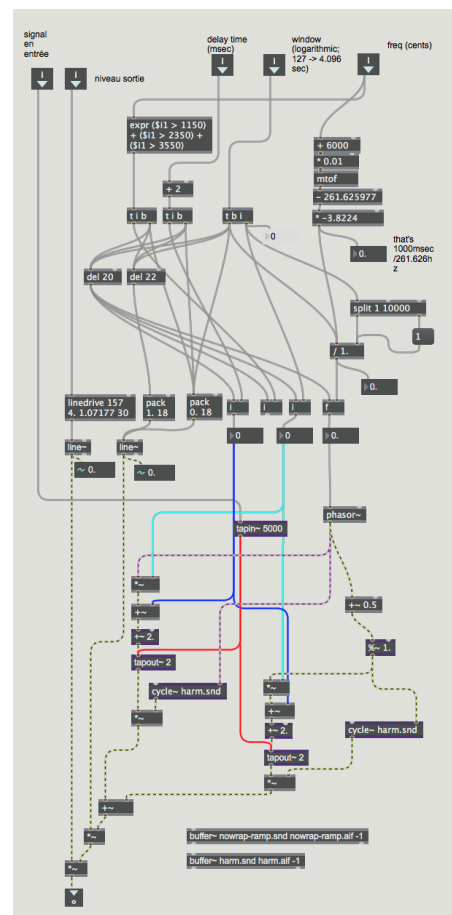 signal
en
entrée
niveau sortie
delay time
(msec)
window
(logarithmic;
127 -> 4.096
sec)
freq (cents)
expr ($i1 > 1150)
+ ($i1 > 2350) +
($i1 > 3550)
+ 2
+ 6000
* 0.01
mtof
- 261.625977
* -3.8224
t i b
t i b
t b i
0
0.
that's
1000msec
/261.626h
z
del 20
del 22
split 1 10000
1
/ 1.
0.
linedrive 157
4. 1.07177 30
pack
1. 18
pack
0. 18
i
i
i
f
0
0
0.
line~
line~
~ 0.
~ 0.
tapin~ 5000
phasor~
*~
+~ 0.5
+~
+~ 2.
%~ 1.
tapout~ 2
cycle~ harm.snd
*~
*~
+~
+~ 2.
cycle~ harm.snd
tapout~ 2
*~
+~
*~
buffer~ nowrap-ramp.snd nowrap-ramp.aif -1
buffer~ harm.snd harm.aif -1
*~